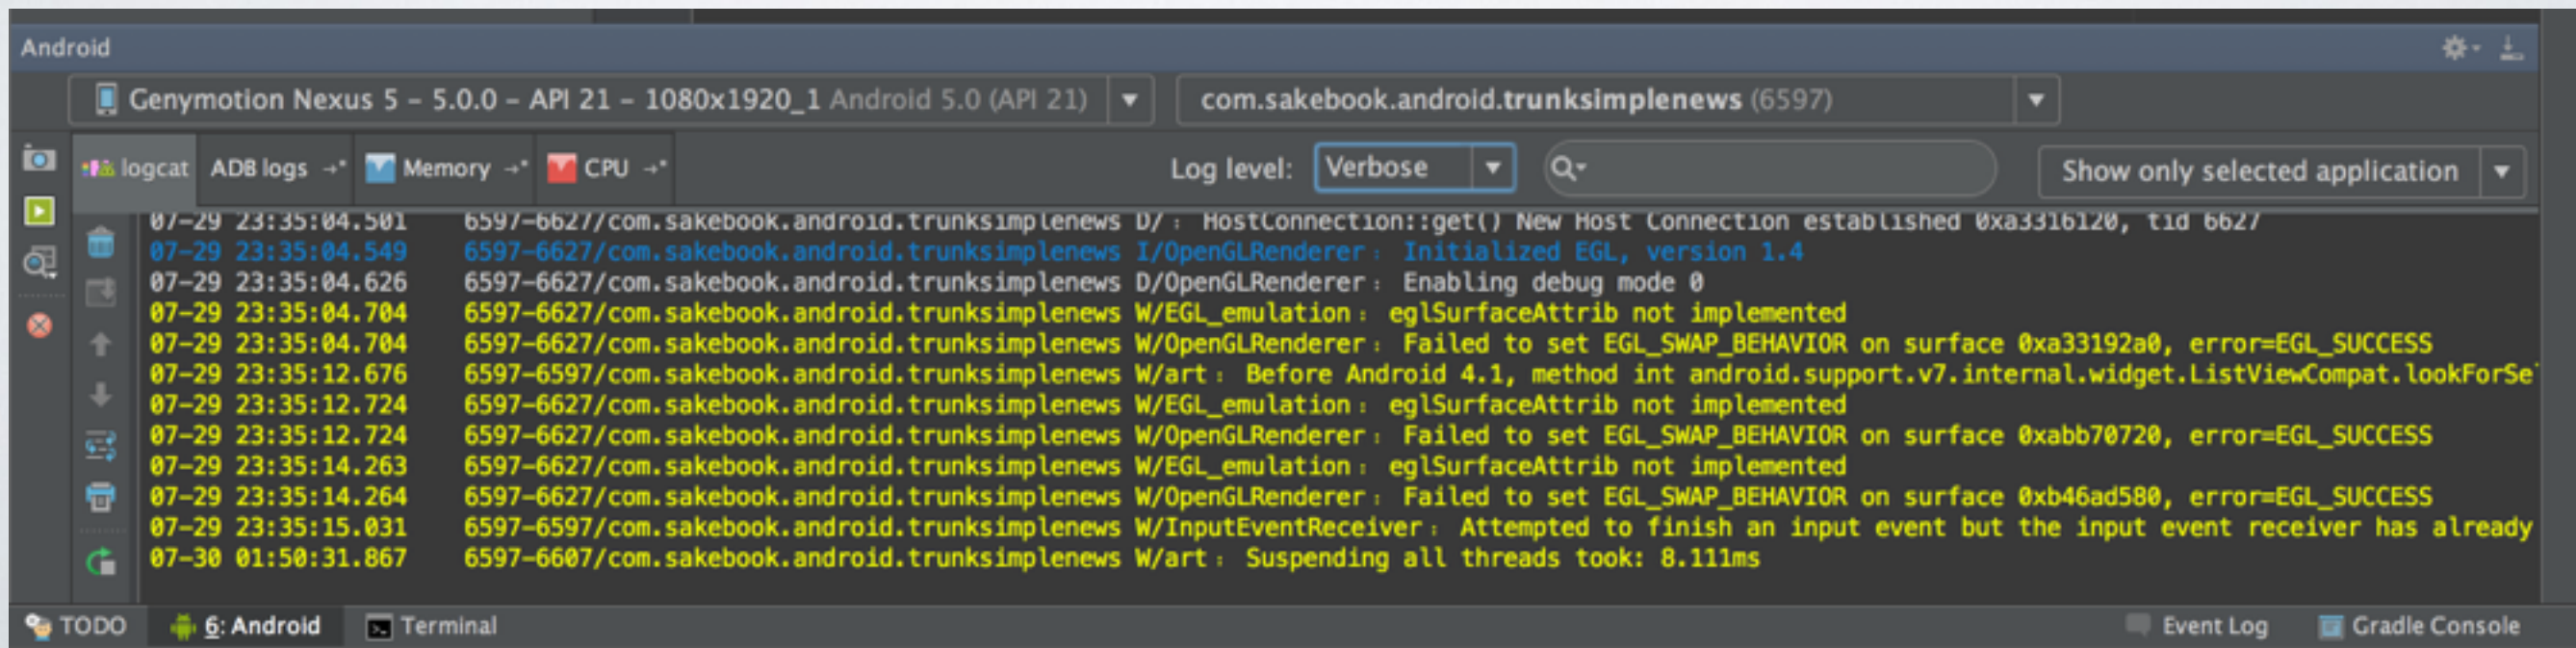 Android
Genymotion Nexus 5 – 5.0.0 – API 21 – 1080x1920_1 Android 5.0 (API 21) com.sakebook.android.trunksimplenews (6597)
logcat ADB logs Memory CPU Log level: Verbose Show only selected application
07-29 23:35:04.501 6597-6627/com.sakebook.android.trunksimplenews D/﹕ HostConnection::get() New Host Connection established 0xa3316120, tid 6627
07-29 23:35:04.549 6597-6627/com.sakebook.android.trunksimplenews I/OpenGLRenderer﹕ Initialized EGL, version 1.4
07-29 23:35:04.626 6597-6627/com.sakebook.android.trunksimplenews D/OpenGLRenderer﹕ Enabling debug mode 0
07-29 23:35:04.704 6597-6627/com.sakebook.android.trunksimplenews W/EGL_emulation﹕ eglSurfaceAttrib not implemented
07-29 23:35:04.704 6597-6627/com.sakebook.android.trunksimplenews W/OpenGLRenderer﹕ Failed to set EGL_SWAP_BEHAVIOR on surface 0xa33192a0, error=EGL_SUCCESS
07-29 23:35:12.676 6597-6597/com.sakebook.android.trunksimplenews W/art﹕ Before Android 4.1, method int android.support.v7.internal.widget.ListViewCompat.lookForSe
07-29 23:35:12.724 6597-6627/com.sakebook.android.trunksimplenews W/EGL_emulation﹕ eglSurfaceAttrib not implemented
07-29 23:35:12.724 6597-6627/com.sakebook.android.trunksimplenews W/OpenGLRenderer﹕ Failed to set EGL_SWAP_BEHAVIOR on surface 0xabb70720, error=EGL_SUCCESS
07-29 23:35:14.263 6597-6627/com.sakebook.android.trunksimplenews W/EGL_emulation﹕ eglSurfaceAttrib not implemented
07-29 23:35:14.264 6597-6627/com.sakebook.android.trunksimplenews W/OpenGLRenderer﹕ Failed to set EGL_SWAP_BEHAVIOR on surface 0xb46ad580, error=EGL_SUCCESS
07-29 23:35:15.031 6597-6597/com.sakebook.android.trunksimplenews W/InputEventReceiver﹕ Attempted to finish an input event but the input event receiver has already
07-30 01:50:31.867 6597-6607/com.sakebook.android.trunksimplenews W/art﹕ Suspending all threads took: 8.111ms
TODO 6: Android Terminal Event Log Gradle Console